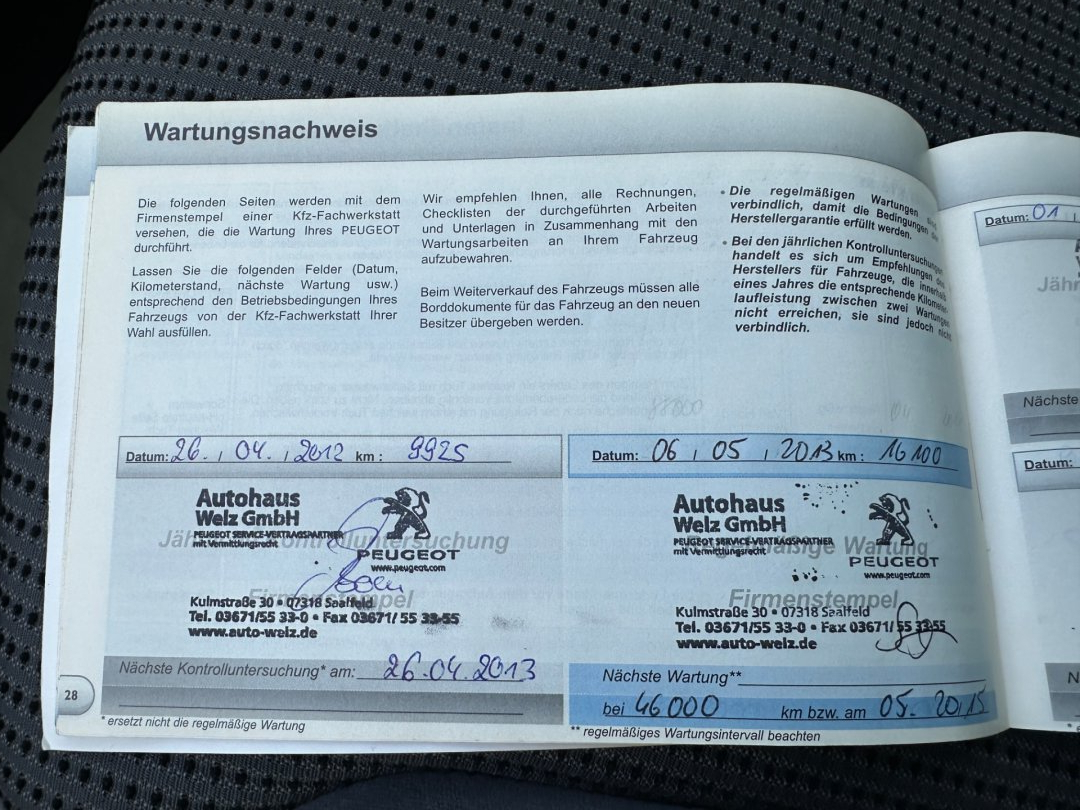 Wartungsnachweis
Die folgenden Seiten werden mit dem
Firmenstempel einer Kfz-Fachwerkstatt
versehen, die die Wartung Ihres PEUGEOT
durchführt.
Lassen Sie die folgenden Felder (Datum,
Kilometerstand, nächste Wartung usw.)
entsprechend den Betriebsbedingungen Ihres
Fahrzeugs von der Kfz-Fachwerkstatt Ihrer
Wahl ausfüllen.
Wir empfehlen Ihnen, alle Rechnungen,
Checklisten der durchgeführten Arbeiten
und Unterlagen in Zusammenhang mit den
Wartungsarbeiten an Ihrem Fahrzeug
aufzubewahren.
Beim Weiterverkauf des Fahrzeugs müssen alle
Borddokumente für das Fahrzeug an den neuen
Besitzer übergeben werden.
• Die regelmäßigen Wartungen
verbindlich, damit die Bedingungen
Herstellergarantie erfüllt werden.
• Bei den jährlichen Kontrolluntersuchungen
handelt es sich um Empfehlungen
Herstellers für Fahrzeuge, die innerhalb
eines Jahres die entsprechende
laufleistung zwischen zwei Wartungen
nicht erreichen, sie sind jedoch nicht
verbindlich.
Datum: 26. , 04. , 2012 km : 9925
Autohaus
Welz GmbH
PEUGEOT SERVICE-VERTRAGSPARTNER
mit Vermittlungsrecht
Jährliche Kontrolluntersuchung
PEUGEOT
www.peugeot.com
Firmenstempel
Kulmstraße 30 • 07318 Saalfeld
Tel. 03671/55 33-0 • Fax 03671/ 55 33-55
www.auto-welz.de
Nächste Kontrolluntersuchung* am: 26.04.2013
28
* ersetzt nicht die regelmäßige Wartung
Datum: 06 , 05 , 2013 km : 16 100
Autohaus
Welz GmbH
PEUGEOT SERVICE-VERTRAGSPARTNER
mit Vermittlungsrecht
Regelmäßige Wartung
PEUGEOT
www.peugeot.com
Firmenstempel
Kulmstraße 30 • 07318 Saalfeld
Tel. 03671/55 33-0 • Fax 03671/ 55 33-55
www.auto-welz.de
Nächste Wartung**
bei 46000 km bzw. am 05. 2015
** regelmäßiges Wartungsintervall beachten
Datum: 01
Nächste
Datum: